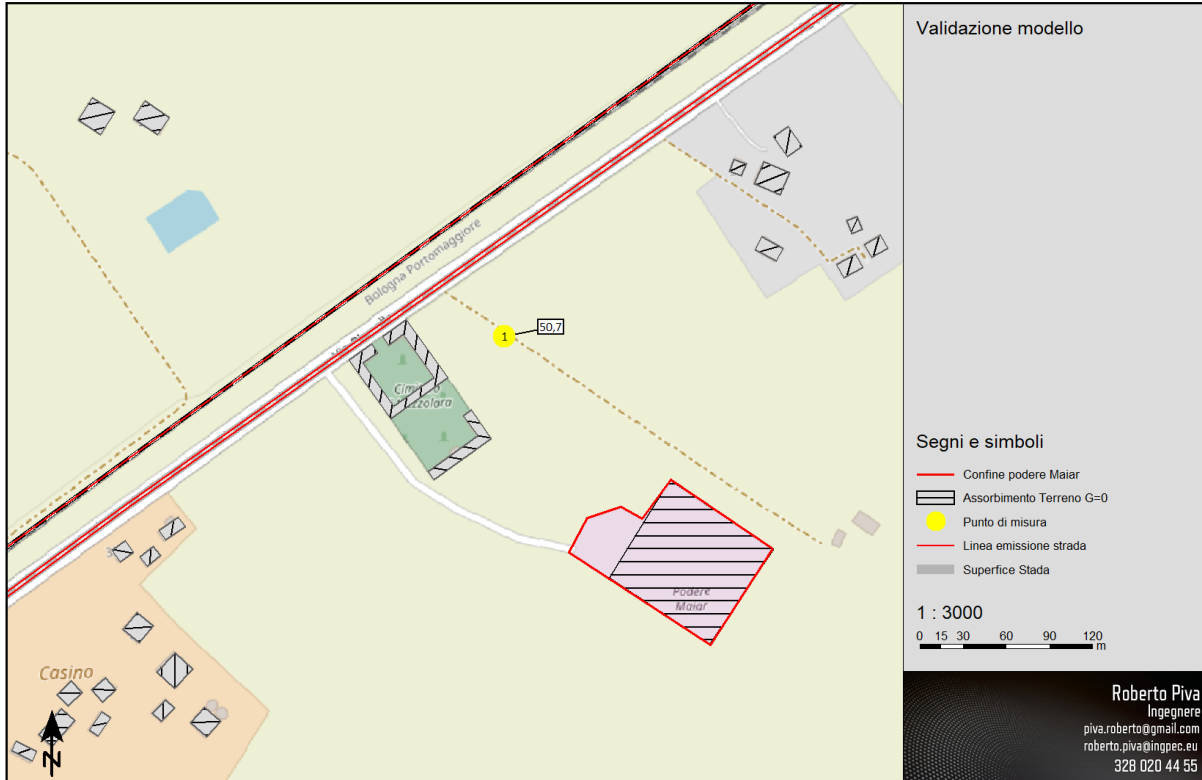 Validazione modello
Bologna Portomaggiore
1
50,7
Podere
Maiar
3
Casino
N
Segni e simboli
Confine podere Maiar
Assorbimento Terreno G=0
Punto di misura
Linea emissione strada
Superfice Stada
1 : 3000
0 15 30 60 90 120
m
Roberto Piva
Ingegnere
piva.roberto@gmail.com
roberto.piva@ingpec.eu
328 020 44 55